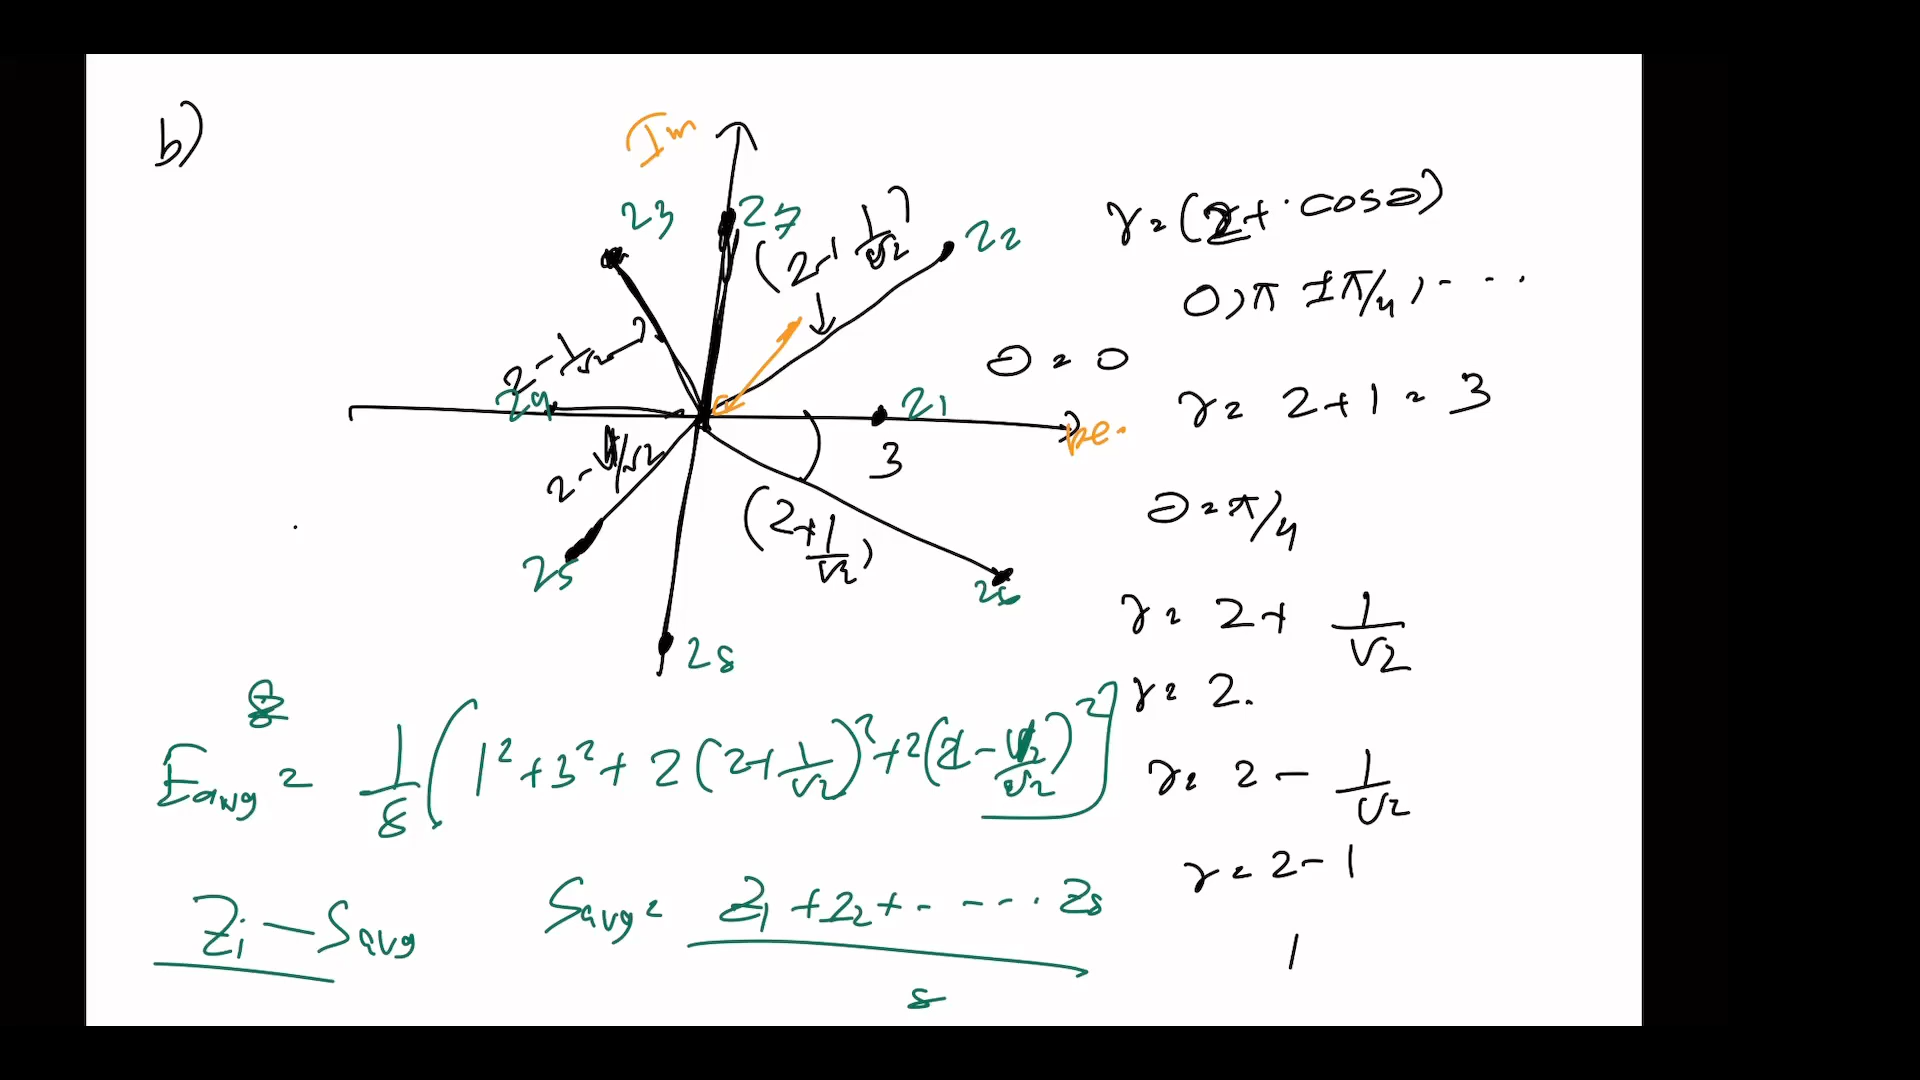 b)
Im
z3
z7
(2 - 1/√2)
z2
r = (2 + cosθ)
0, π ±π/4, - - - -
θ = 0
2 - 1/√2
z4
z1
Re.
r = 2+1 = 3
3
2 - 1/√2
(2 + 1/√2)
θ = π/4
z5
z6
r = 2 + 1/√2
z8
r = 2.
8
Eavg = 1/8 (1² + 3² + 2(2 + 1/√2)² + 2(2 - 1/√2)²)
r = 2 - 1/√2
r = 2 - 1
Zi — Savg
Savg = (Z1 + Z2 + - - - - . Z8) / 8
1